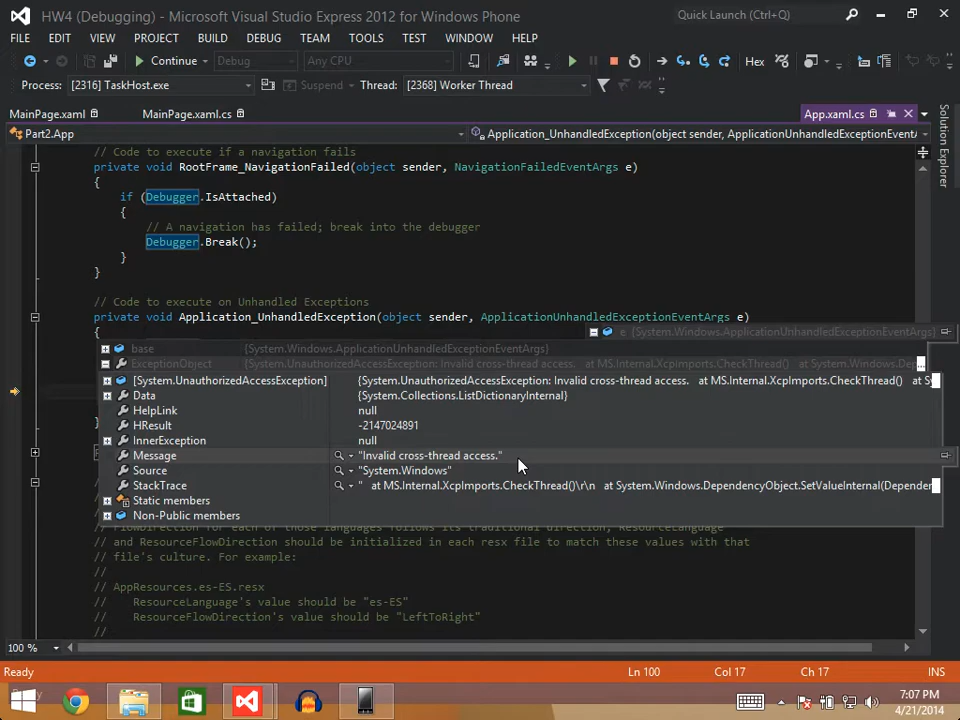 HW4 (Debugging) - Microsoft Visual Studio Express 2012 for Windows Phone
Quick Launch (Ctrl+Q)
FILE EDIT VIEW PROJECT BUILD DEBUG TEAM TOOLS TEST WINDOW HELP
Continue Debug Any CPU Hex
Process: [2316] TaskHost.exe Suspend Thread: [2368] Worker Thread
MainPage.xaml MainPage.xaml.cs App.xaml.cs
Part2.App Application_UnhandledException(object sender, ApplicationUnhandledExceptionEventA
Solution Explorer
// Code to execute if a navigation fails
private void RootFrame_NavigationFailed(object sender, NavigationFailedEventArgs e)
{
if (Debugger.IsAttached)
{
// A navigation has failed; break into the debugger
Debugger.Break();
}
}
// Code to execute on Unhandled Exceptions
private void Application_UnhandledException(object sender, ApplicationUnhandledExceptionEventArgs e)
{
e {System.Windows.ApplicationUnhandledExceptionEventArgs}
base {System.Windows.ApplicationUnhandledExceptionEventArgs}
ExceptionObject {System.UnauthorizedAccessException: Invalid cross-thread access. at MS.Internal.XcpImports.CheckThread() at System.Windows.Dep ...
[System.UnauthorizedAccessException] {System.UnauthorizedAccessException: Invalid cross-thread access. at MS.Internal.XcpImports.CheckThread() at Sy
Data {System.Collections.ListDictionaryInternal}
HelpLink null
HResult -2147024891
InnerException null
Message "Invalid cross-thread access."
Source "System.Windows"
StackTrace " at MS.Internal.XcpImports.CheckThread()\r\n at System.Windows.DependencyObject.SetValueInternal(Depender
Static members
Non-Public members
// FlowDirection for each of those languages follows its traditional direction, ResourceLanguage
// and ResourceFlowDirection should be initialized in each resx file to match these values with that
// file's culture. For example:
//
// AppResources.es-ES.resx
// ResourceLanguage's value should be "es-ES"
// ResourceFlowDirection's value should be "LeftToRight"
//
100 %
Ready Ln 100 Col 17 Ch 17 INS
7:07 PM
4/21/2014